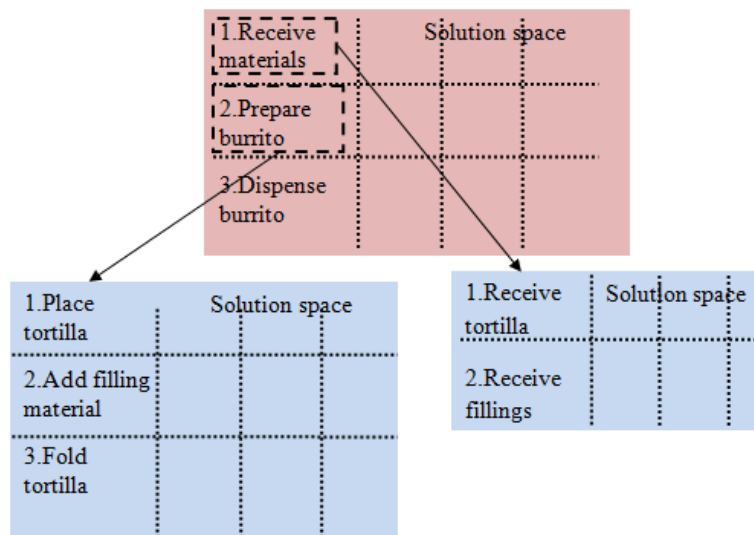 1.Receive
materials
Solution space
2.Prepare
burrito
3.Dispense
burrito
1.Place
tortilla
Solution space
2.Add filling
material
3.Fold
tortilla
1.Receive
tortilla
Solution space
2.Receive
fillings